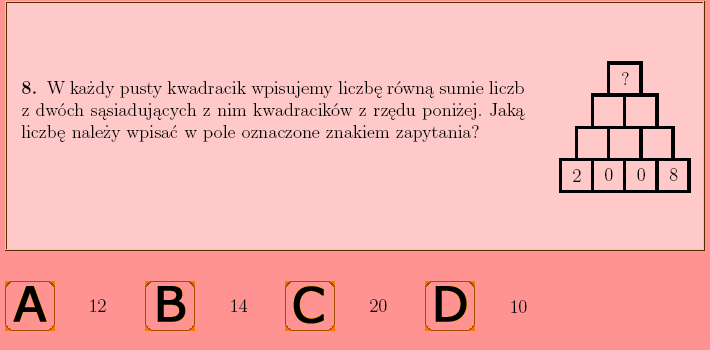 8. W każdy pusty kwadracik wpisujemy liczbę równą sumie liczb
z dwóch sąsiadujących z nim kwadracików z rzędu poniżej. Jaką
liczbę należy wpisać w pole oznaczone znakiem zapytania?
?
2 0 0 8
A 12 B 14 C 20 D 10